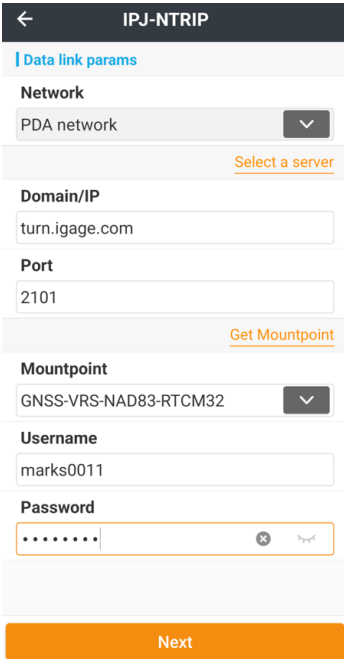 IPJ-NTRIP
Data link params
Network
PDA network
Select a server
Domain/IP
turn.igage.com
Port
2101
Get Mountpoint
Mountpoint
GNSS-VRS-NAD83-RTCM32
Username
marks0011
Password
••••••••
Next